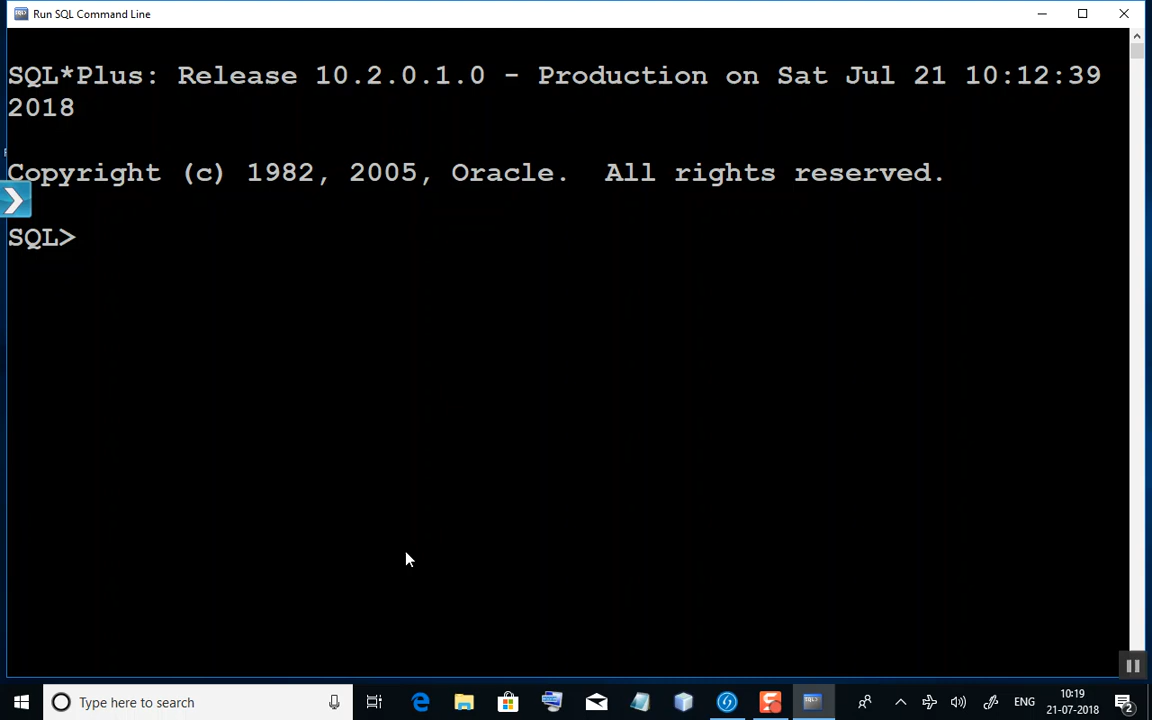 Run SQL Command Line
SQL*Plus: Release 10.2.0.1.0 - Production on Sat Jul 21 10:12:39
2018
Copyright (c) 1982, 2005, Oracle.  All rights reserved.
SQL>
Type here to search
ENG
10:19
21-07-2018
2